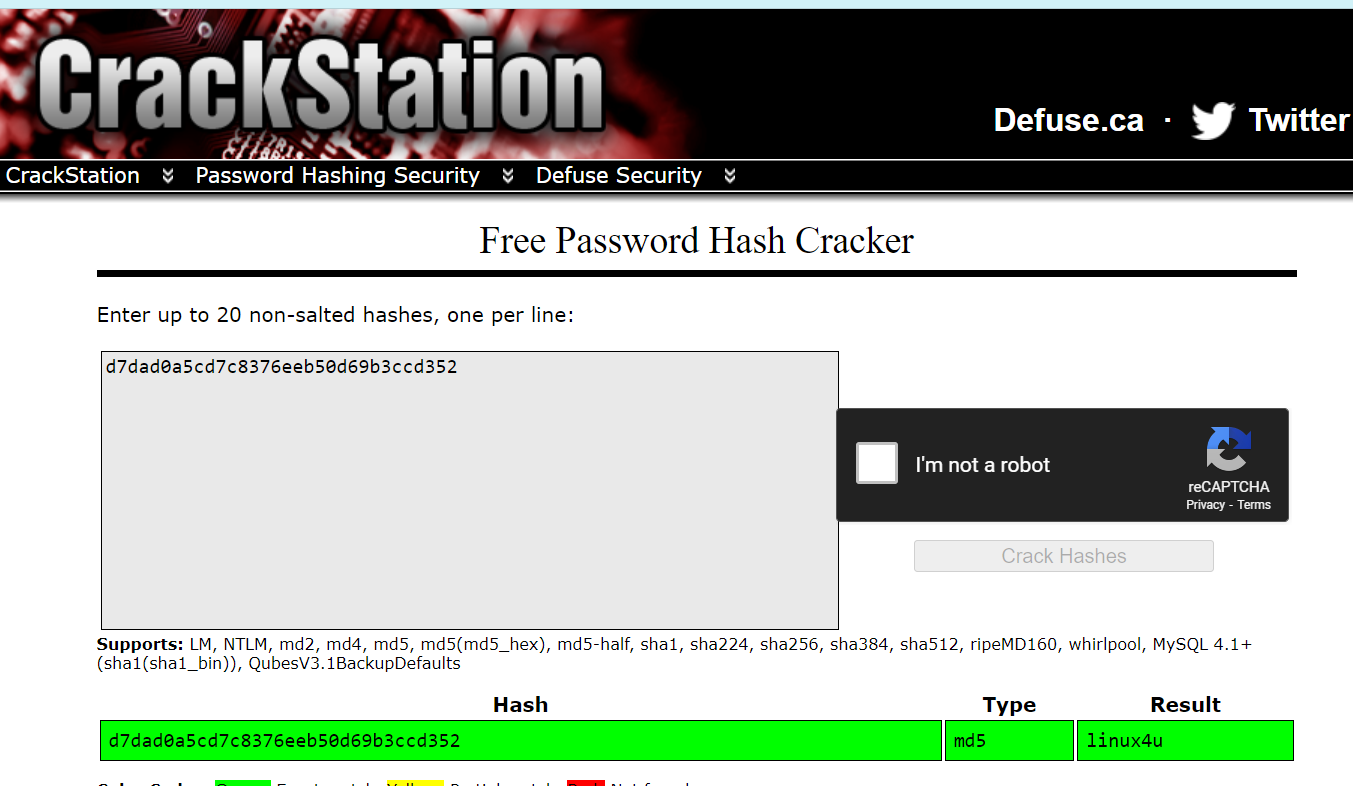 CrackStation
Defuse.ca · Twitter
CrackStation Password Hashing Security Defuse Security
Free Password Hash Cracker
Enter up to 20 non-salted hashes, one per line:
d7dad0a5cd7c8376eeb50d69b3ccd352
I'm not a robot
reCAPTCHA
Privacy - Terms
Crack Hashes
Supports: LM, NTLM, md2, md4, md5, md5(md5_hex), md5-half, sha1, sha224, sha256, sha384, sha512, ripeMD160, whirlpool, MySQL 4.1+
(sha1(sha1_bin)), QubesV3.1BackupDefaults
Hash Type Result
d7dad0a5cd7c8376eeb50d69b3ccd352 md5 linux4u